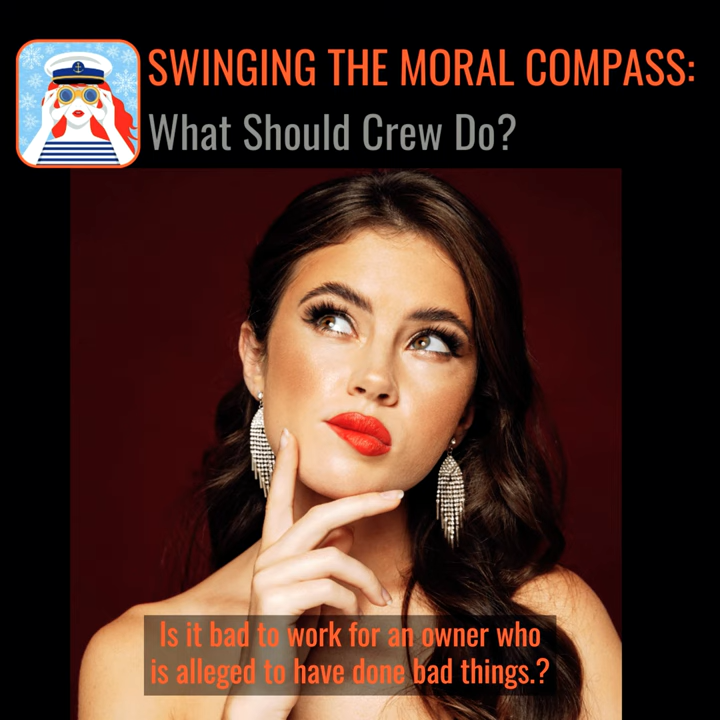 SWINGING THE MORAL COMPASS:
What Should Crew Do?
Is it bad to work for an owner who
is alleged to have done bad things.?